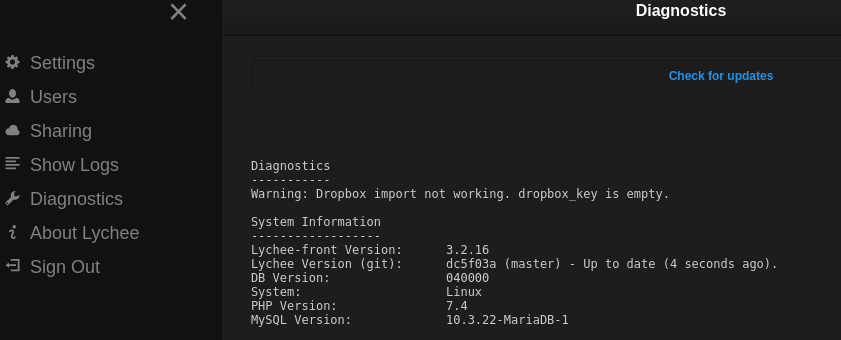 Diagnostics
Settings
Users
Sharing
Show Logs
Diagnostics
About Lychee
Sign Out
Check for updates
Diagnostics
-----------
Warning: Dropbox import not working. dropbox_key is empty.
System Information
------------------
Lychee-front Version: 3.2.16
Lychee Version (git): dc5f03a (master) - Up to date (4 seconds ago).
DB Version: 040000
System: Linux
PHP Version: 7.4
MySQL Version: 10.3.22-MariaDB-1